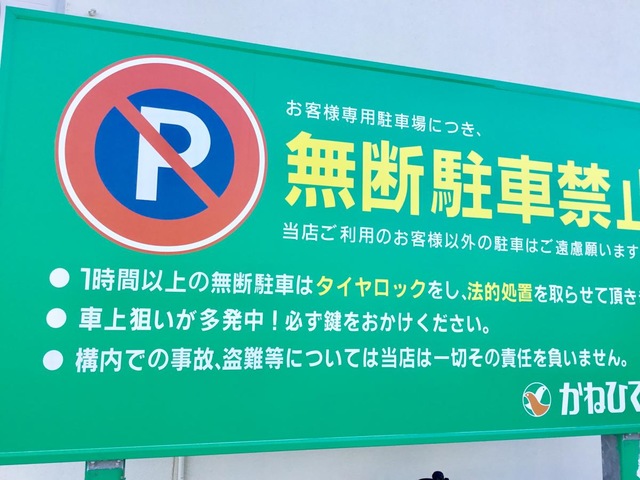 P
お客様専用駐車場につき、
無断駐車禁止
当店ご利用のお客様以外の駐車はご遠慮願います
●1時間以上の無断駐車はタイヤロックをし、法的処置を取らせて頂き
●車上狙いが多発中!必ず鍵をおかけください。
●構内での事故、盗難等については当店は一切その責任を負いません。
かねひで